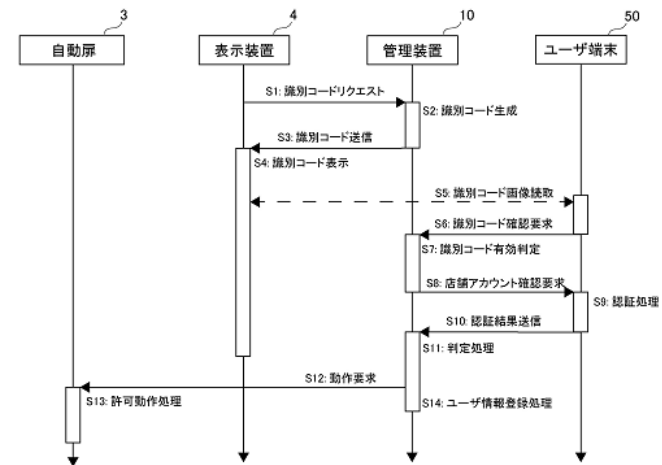 3
4
10
50
自動扉
表示装置
管理装置
ユーザ端末
S1: 識別コードリクエスト
S2: 識別コード生成
S3: 識別コード送信
S4: 識別コード表示
S5: 識別コード画像読取
S6: 識別コード確認要求
S7: 識別コード有効判定
S8: 店舗アカウント確認要求
S9: 認証処理
S10: 認証結果送信
S11: 判定処理
S12: 動作要求
S13: 許可動作処理
S14: ユーザ情報登録処理